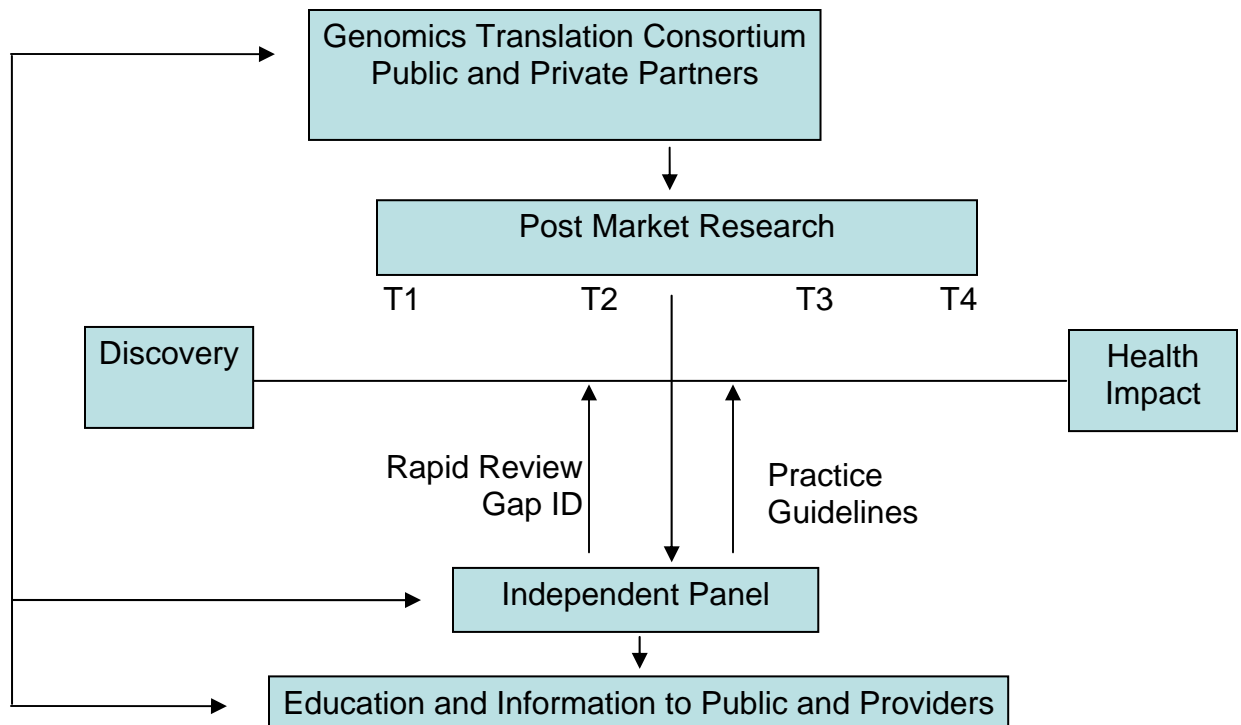 Genomics Translation Consortium
Public and Private Partners
Post Market Research
T1 T2 T3 T4
Discovery
Health
Impact
Rapid Review
Gap ID
Practice
Guidelines
Independent Panel
Education and Information to Public and Providers